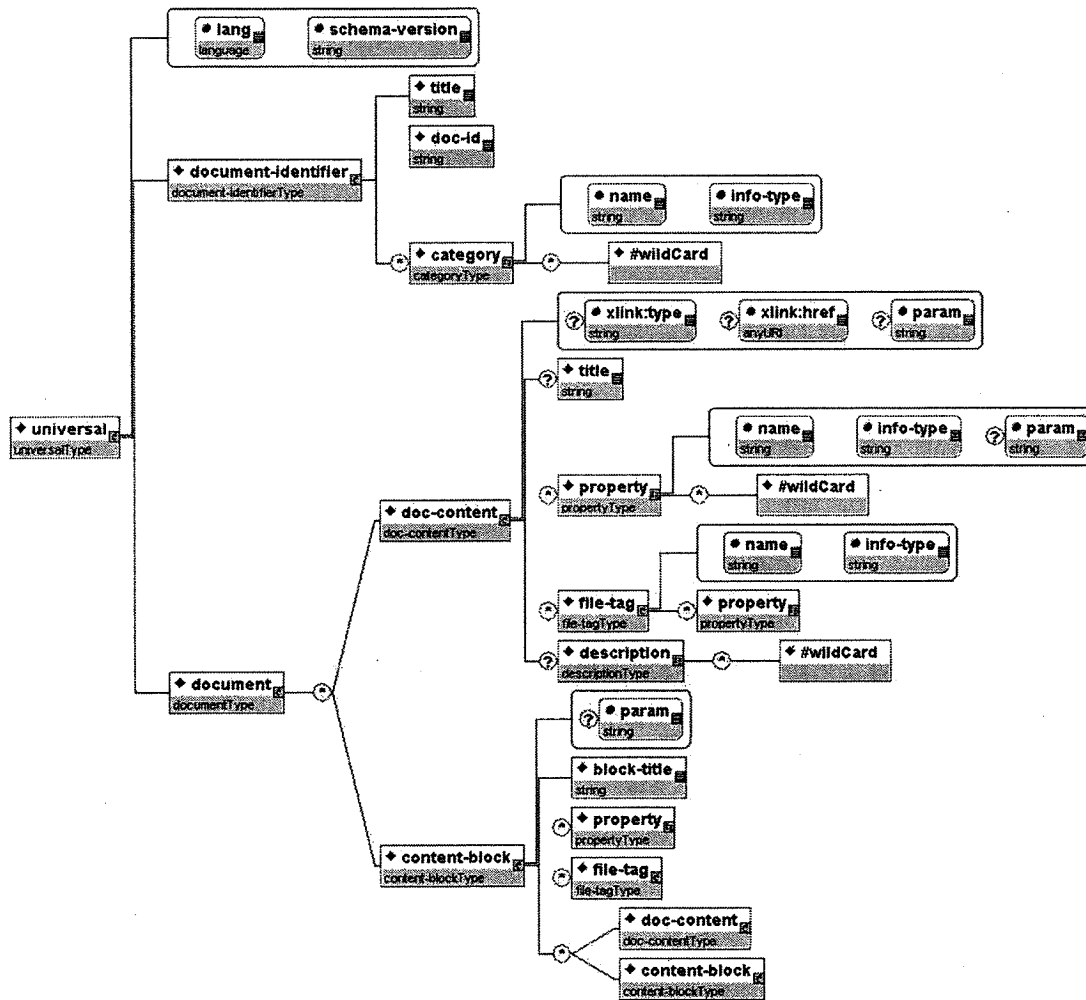 lang schema-version
language string
title
string
doc-id
string
document-identifier
document-identifierType
name info-type
string string
category #wildCard
categoryType
? xlink:type ? xlink:href ? param
string anyURI string
? title
string
universal
universalType
name info-type ? param
string string string
* property * #wildCard
propertyType
doc-content
doc-contentType
name info-type
string string
* file-tag * property
file-tagType propertyType
? description * #wildCard
descriptionType
document *
documentType
? param
string
block-title
string
* property
propertyType
content-block
content-blockType
* file-tag
file-tagType
doc-content
doc-contentType
*
content-block
content-blockType